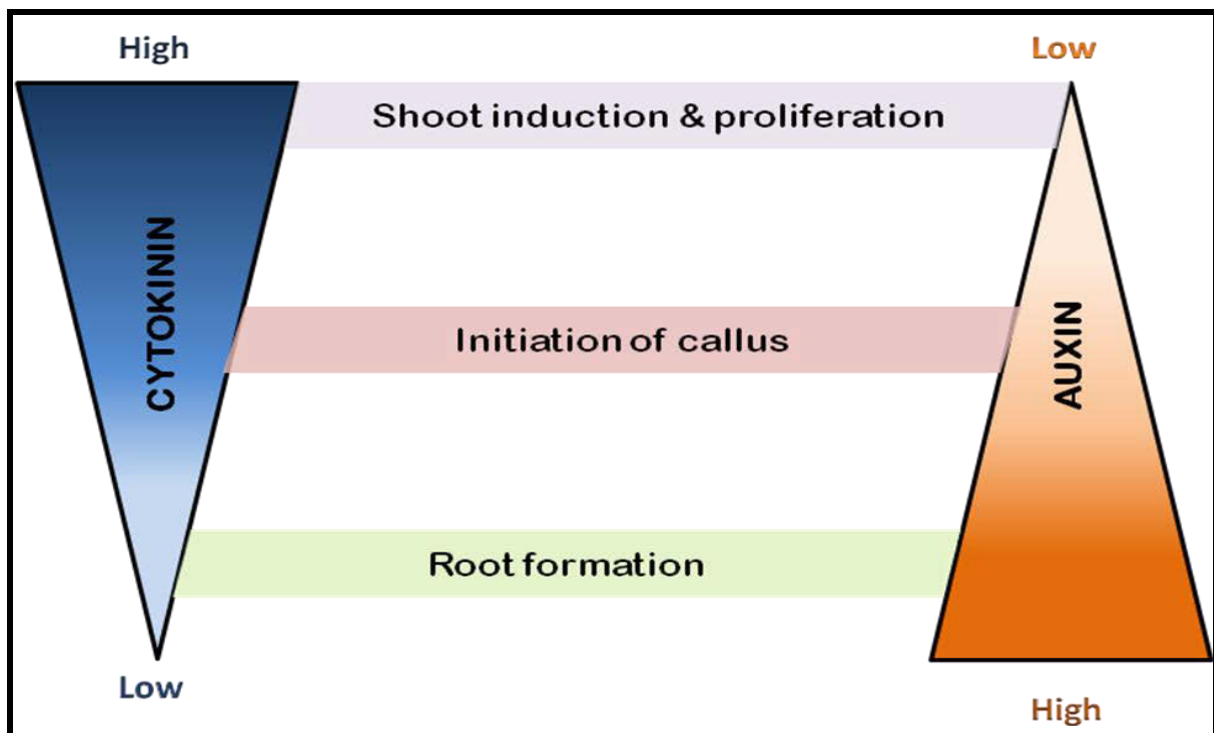 High
Low
Shoot induction & proliferation
CYTOKININ
Initiation of callus
AUXIN
Root formation
Low
High